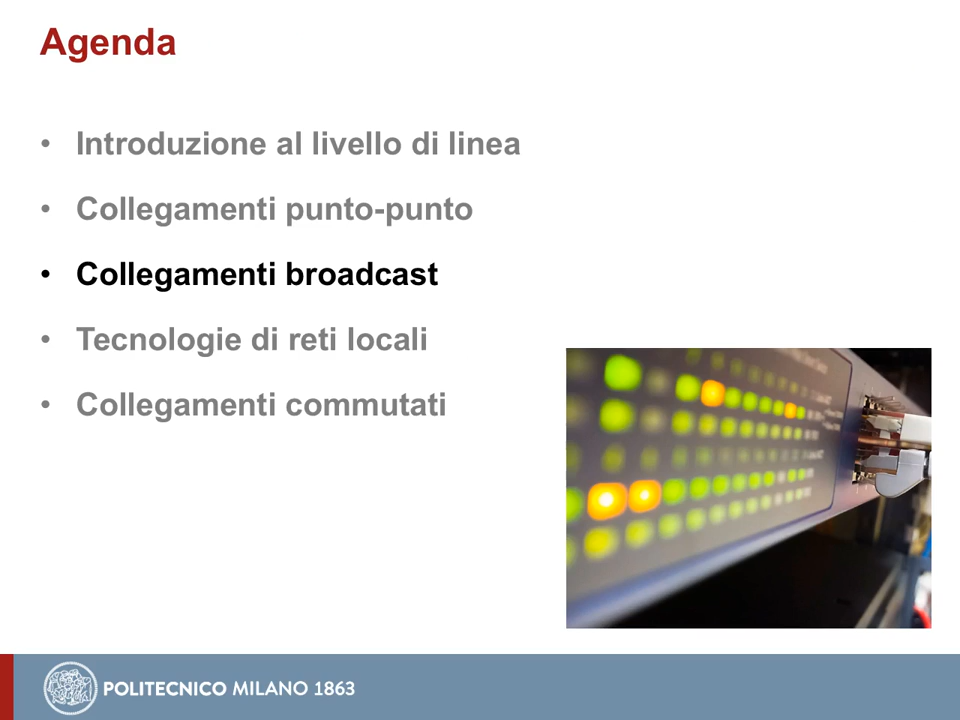 Agenda
• Introduzione al livello di linea
• Collegamenti punto-punto
• Collegamenti broadcast
• Tecnologie di reti locali
• Collegamenti commutati
POLITECNICO MILANO 1863